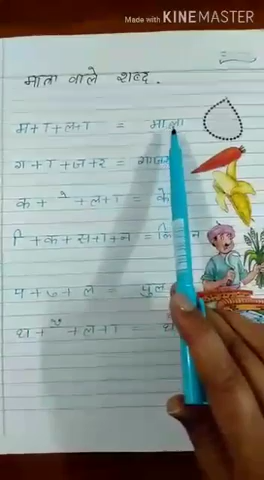 Made with KINEMASTER
मात्रा वाले शब्द.
म+ा+ल+ा = माला
ग+ा+ज+र = गाजर
क+े+ल+ा = के
ि+क+स+ा+न = कि न
प+ु+ल = पुल
थ+ै+ल+ा = थ